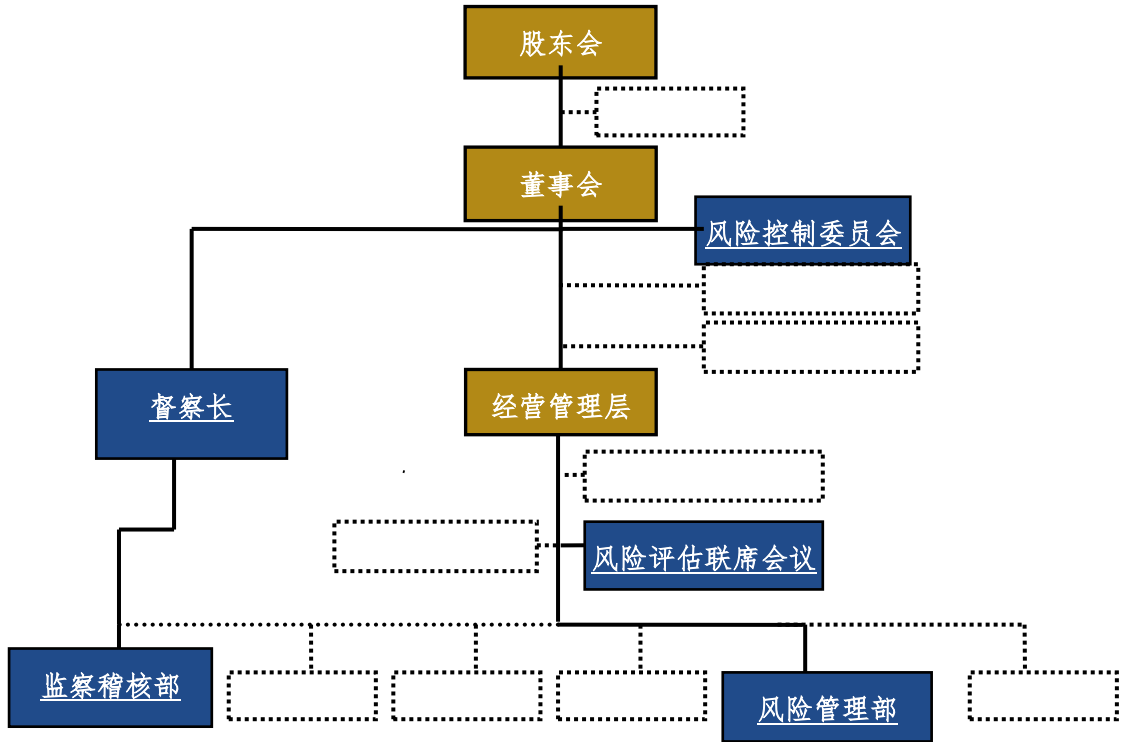 股东会
董事会
风险控制委员会
督察长
经营管理层
风险评估联席会议
监察稽核部
风险管理部